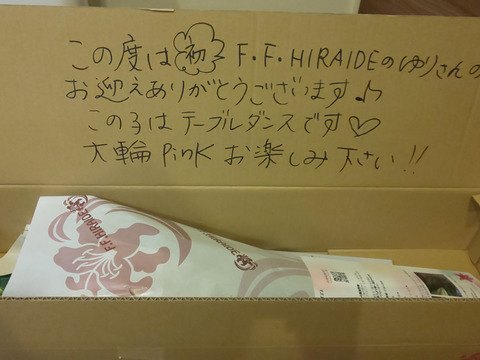 この度は初F.F.HIRAIDEのゆりさんの
お迎えありがとうございます♪
この子はテーブルダンスです♡
大輪Pinkお楽しみ下さい!!
F.F.HIRAIDE
F.F.HIRAIDE